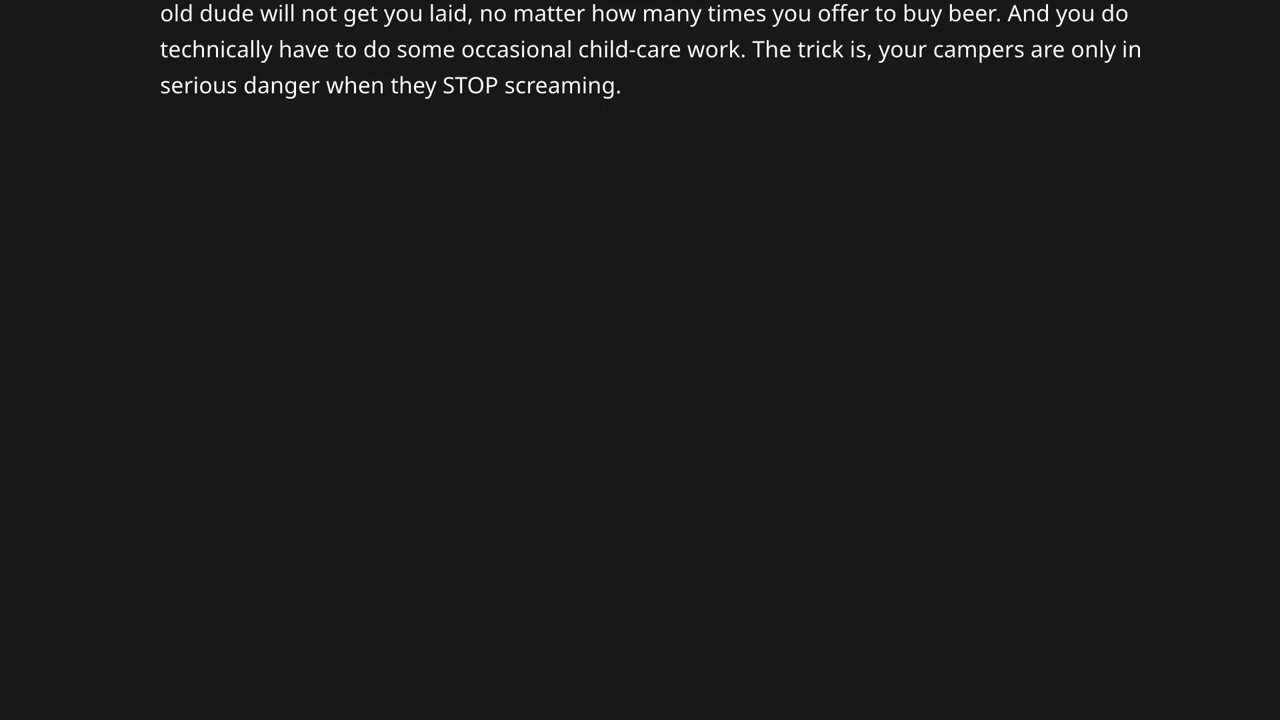 old dude will not get you laid, no matter how many times you offer to buy beer. And you do
technically have to do some occasional child-care work. The trick is, your campers are only in
serious danger when they STOP screaming.